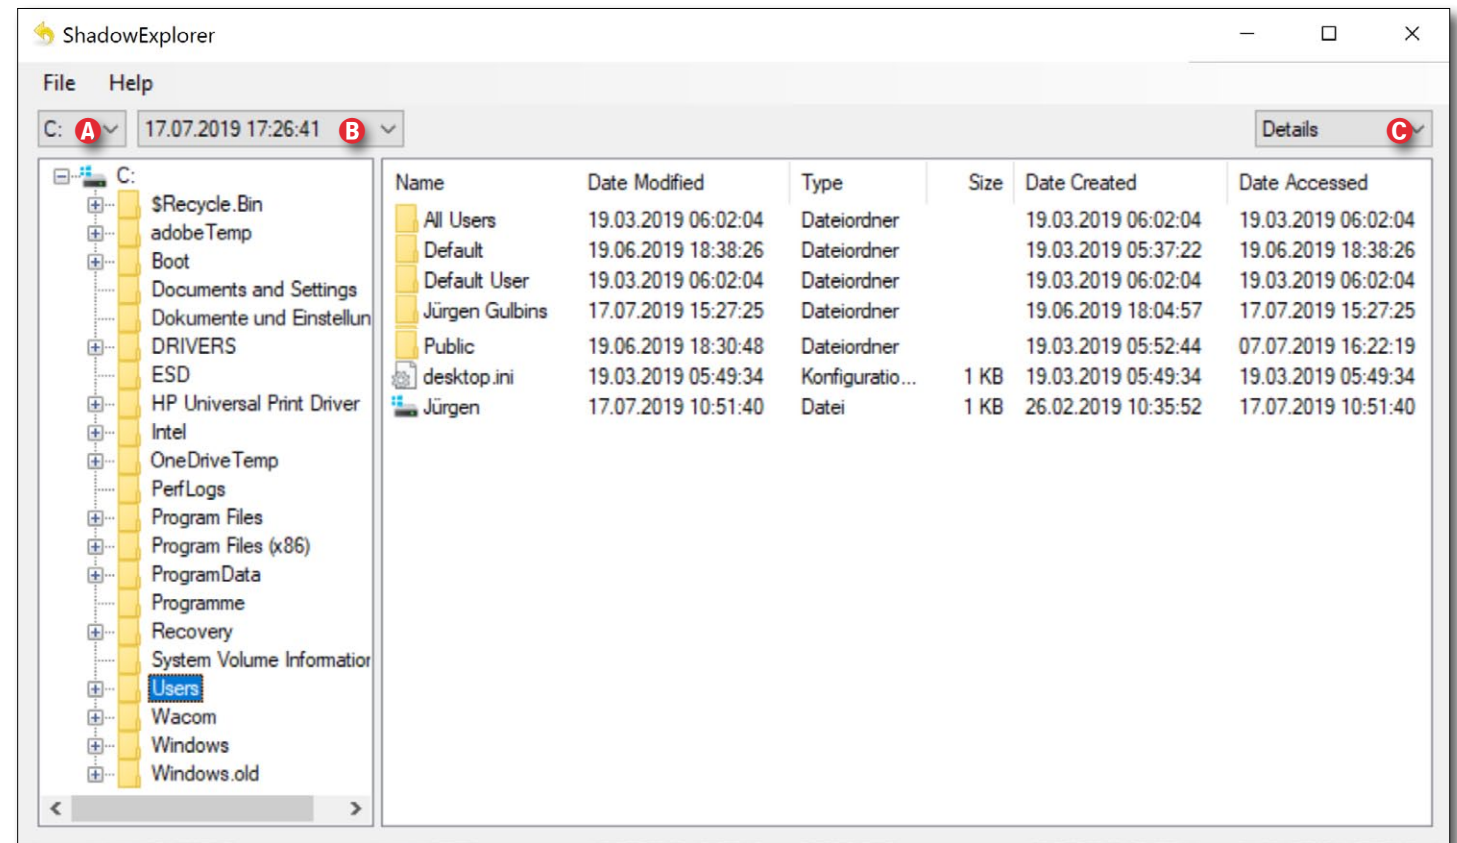 ShadowExplorer
File Help
C: A 17.07.2019 17:26:41 B Details C
C:
$Recycle.Bin
adobeTemp
Boot
Documents and Settings
Dokumente und Einstellun
DRIVERS
ESD
HP Universal Print Driver
Intel
OneDriveTemp
PerfLogs
Program Files
Program Files (x86)
ProgramData
Programme
Recovery
System Volume Information
Users
Wacom
Windows
Windows.old
Name Date Modified Type Size Date Created Date Accessed
All Users 19.03.2019 06:02:04 Dateiordner 19.03.2019 06:02:04 19.03.2019 06:02:04
Default 19.06.2019 18:38:26 Dateiordner 19.03.2019 05:37:22 19.06.2019 18:38:26
Default User 19.03.2019 06:02:04 Dateiordner 19.03.2019 06:02:04 19.03.2019 06:02:04
Jürgen Gulbins 17.07.2019 15:27:25 Dateiordner 19.06.2019 18:04:57 17.07.2019 15:27:25
Public 19.06.2019 18:30:48 Dateiordner 19.03.2019 05:52:44 07.07.2019 16:22:19
desktop.ini 19.03.2019 05:49:34 Konfiguratio... 1 KB 19.03.2019 05:49:34 19.03.2019 05:49:34
Jürgen 17.07.2019 10:51:40 Datei 1 KB 26.02.2019 10:35:52 17.07.2019 10:51:40